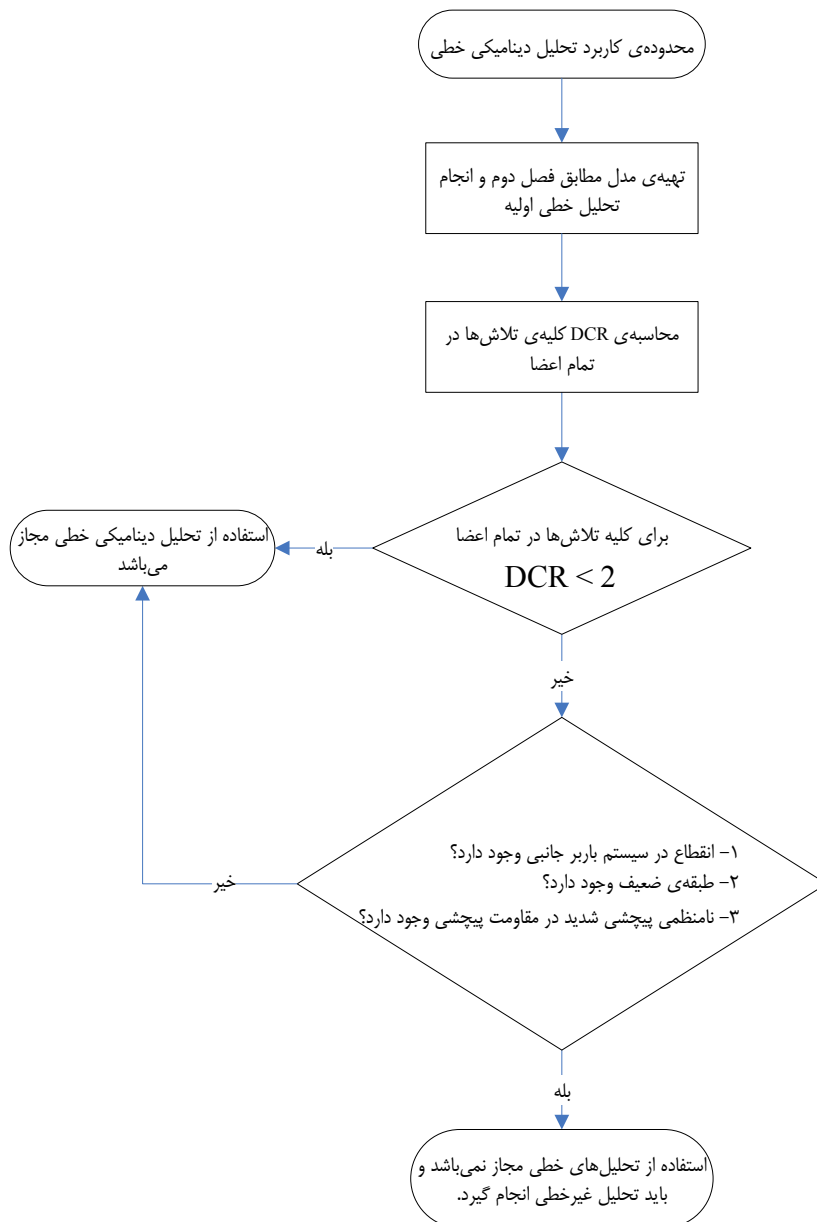 محدوده‌ی کاربرد تحلیل دینامیکی خطی
تهیه‌ی مدل مطابق فصل دوم و انجام
تحلیل خطی اولیه
محاسبه‌ی DCR کلیه‌ی تلاش‌ها در
تمام اعضا
برای کلیه تلاش‌ها در تمام اعضا
DCR < 2
بله
استفاده از تحلیل دینامیکی خطی مجاز
می‌باشد
خیر
۱- انقطاع در سیستم باربر جانبی وجود دارد؟
۲- طبقه‌ی ضعیف وجود دارد؟
۳- نامنظمی پیچشی شدید در مقاومت پیچشی وجود دارد؟
خیر
بله
استفاده از تحلیل‌های خطی مجاز نمی‌باشد و
باید تحلیل غیرخطی انجام گیرد.